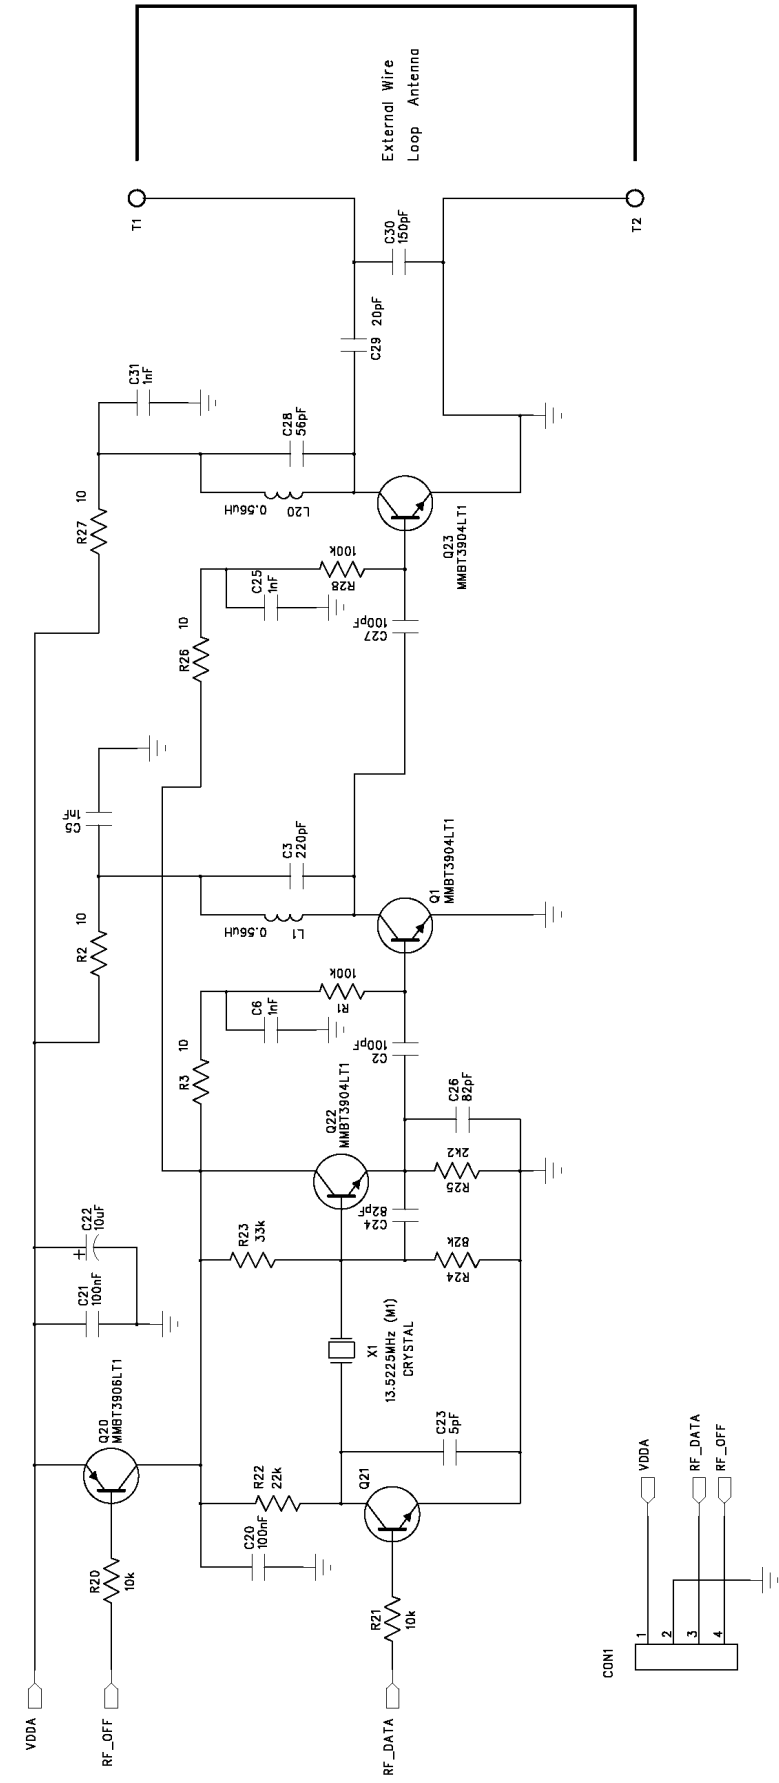 External Wire
Loop Antenna
T1
T2
C30
150pF
20pF
C29
C31
1nF
C28
56pF
10
R27
0.56uH
L20
Q23
MMBT3904LT1
100k
R28
C25
1nF
10
R26
100pF
C27
1nF
C5
C3
220pF
10
R2
0.56uH
L1
Q1
MMBT3904LT1
100k
R1
C6
1nF
10
R3
100pF
C2
Q22
MMBT3904LT1
C26
82pF
2k2
R25
82pF
C24
82k
R24
R23
33k
C22
10uF
+
C21
100nF
X1
13.5225MHz (M1)
CRYSTAL
Q20
MMBT3906LT1
C23
5pF
R22
22k
Q21
C20
100nF
R20
10k
R21
10k
VDDA
RF_OFF
RF_DATA
VDDA
RF_DATA
RF_OFF
1
2
3
4
CON1